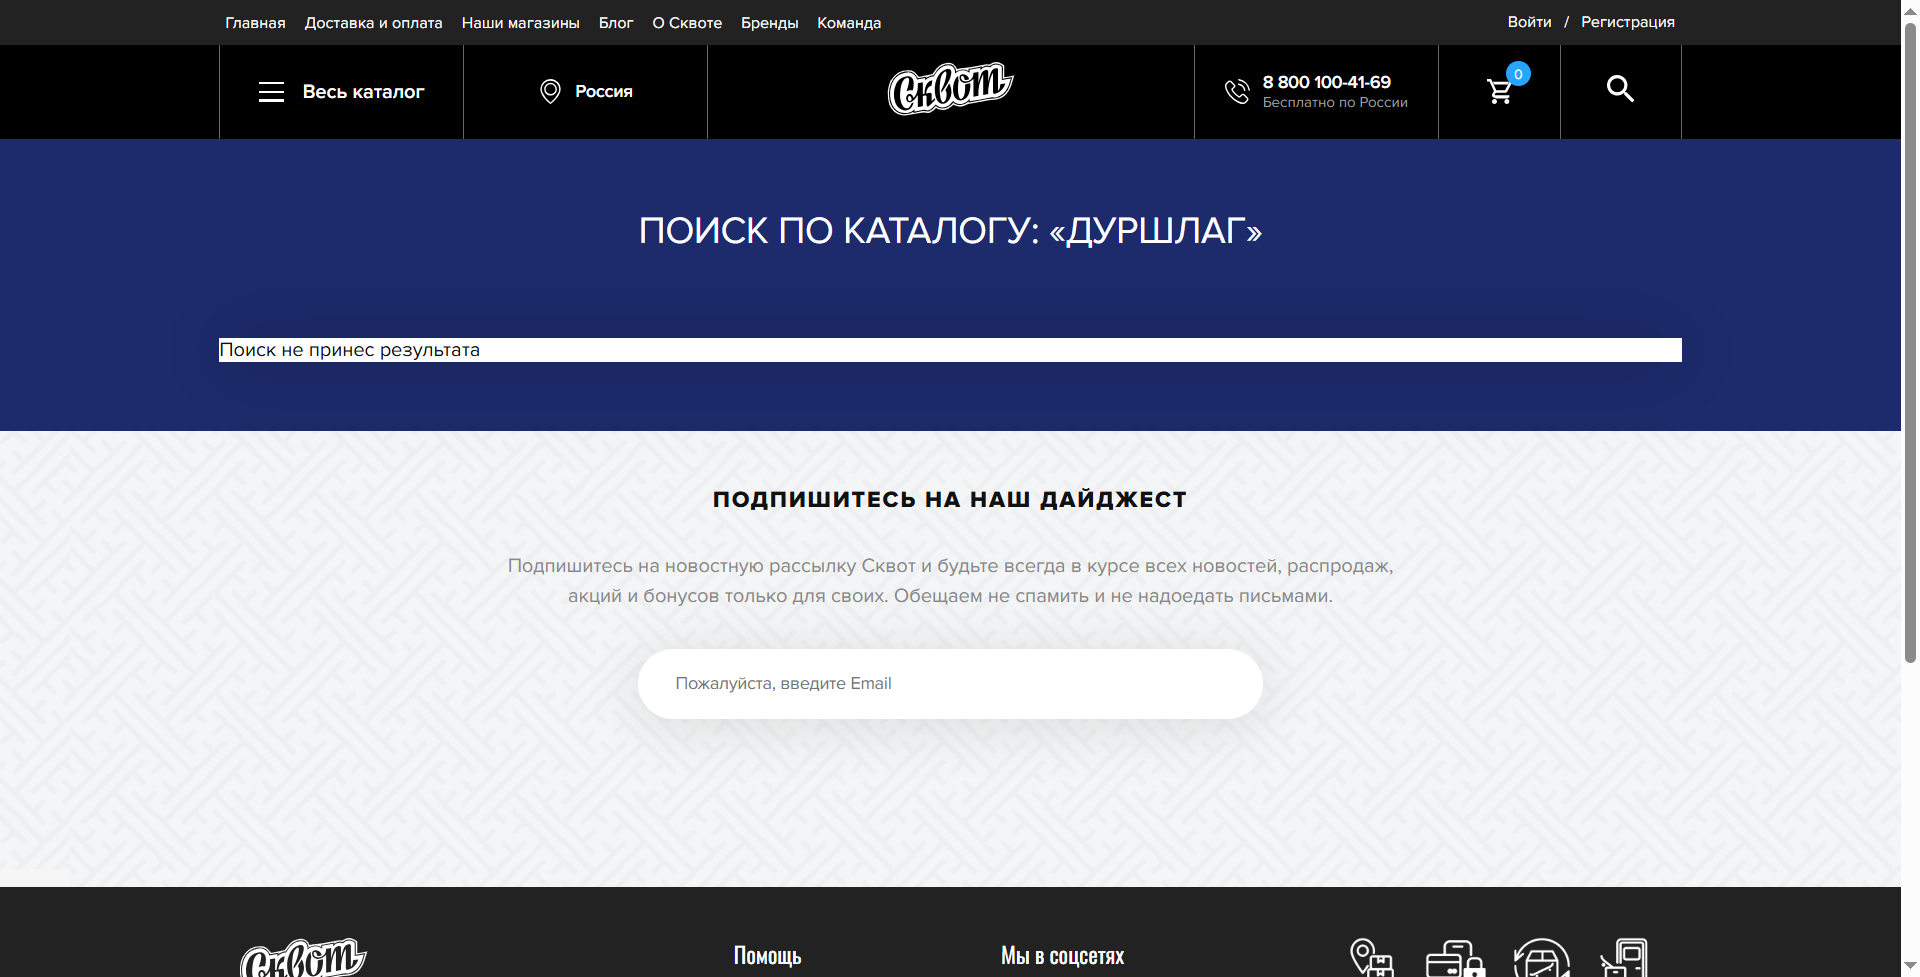 Главная Доставка и оплата Наши магазины Блог О Сквоте Бренды Команда Войти / Регистрация
Весь каталог
Россия
Сквот
8 800 100-41-69
Бесплатно по России
0
ПОИСК ПО КАТАЛОГУ: «ДУРШЛАГ»
Поиск не принес результата
ПОДПИШИТЕСЬ НА НАШ ДАЙДЖЕСТ
Подпишитесь на новостную рассылку Сквот и будьте всегда в курсе всех новостей, распродаж,
акций и бонусов только для своих. Обещаем не спамить и не надоедать письмами.
Пожалуйста, введите Email
Сквот
Помощь
Мы в соцсетях